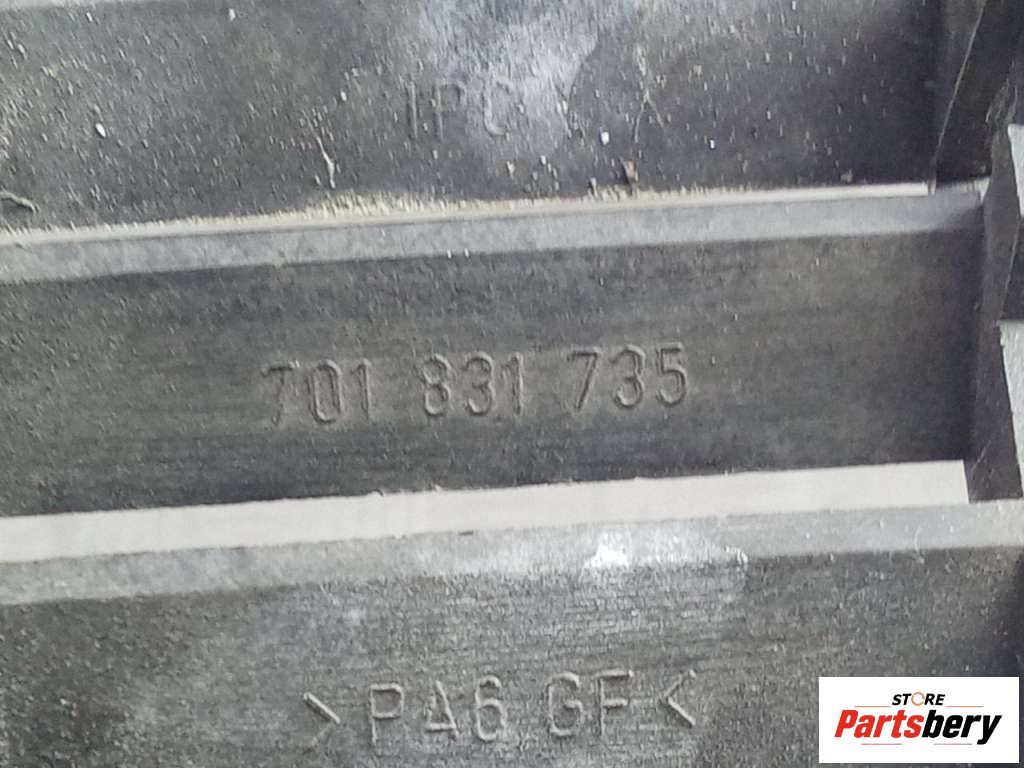 IPC
701 831 735
>PA6 GF<
STORE
Partsbery